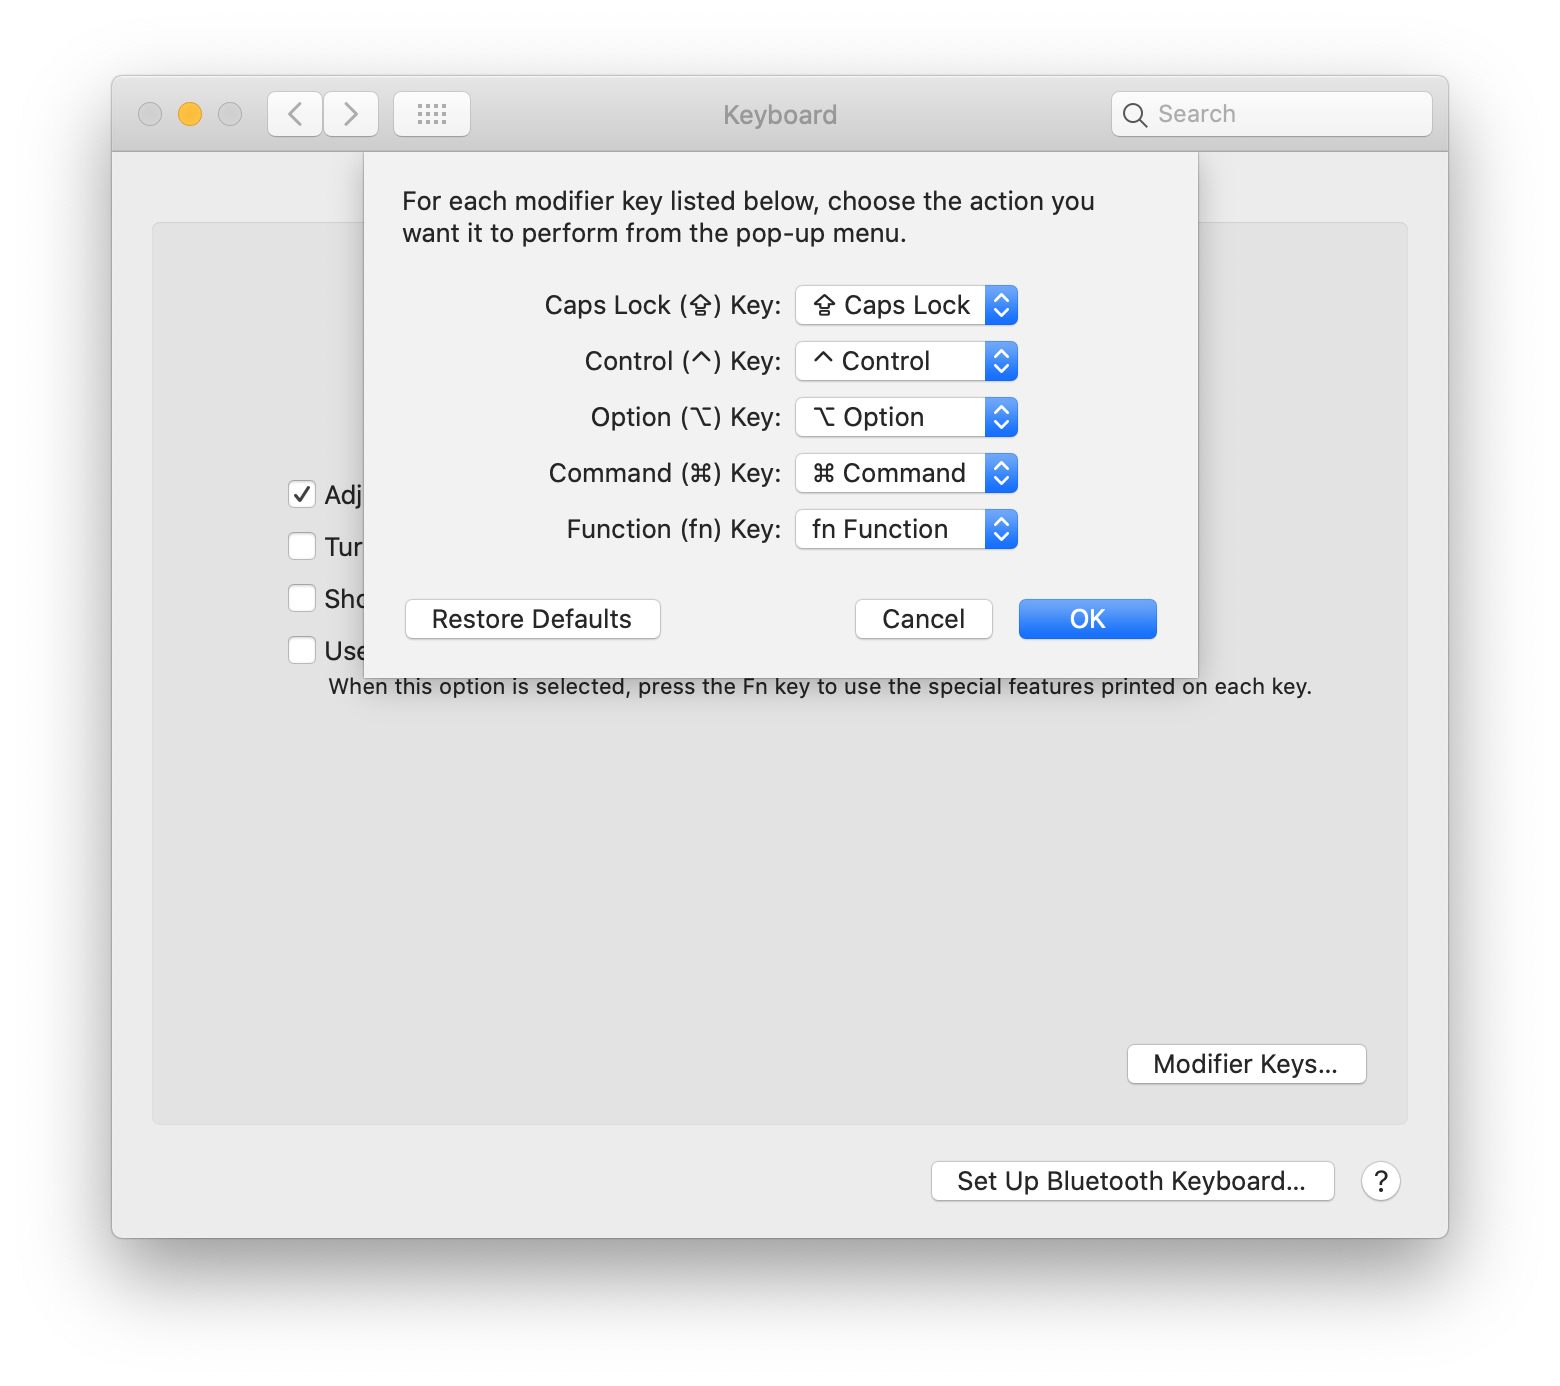 Keyboard
Search
For each modifier key listed below, choose the action you
want it to perform from the pop-up menu.
Caps Lock (⇪) Key: ⇪ Caps Lock
Control (^) Key: ^ Control
Option (⌥) Key: ⌥ Option
Command (⌘) Key: ⌘ Command
Function (fn) Key: fn Function
Restore Defaults Cancel OK
Adj
Tur
Sho
Use
When this option is selected, press the Fn key to use the special features printed on each key.
Modifier Keys...
Set Up Bluetooth Keyboard... ?